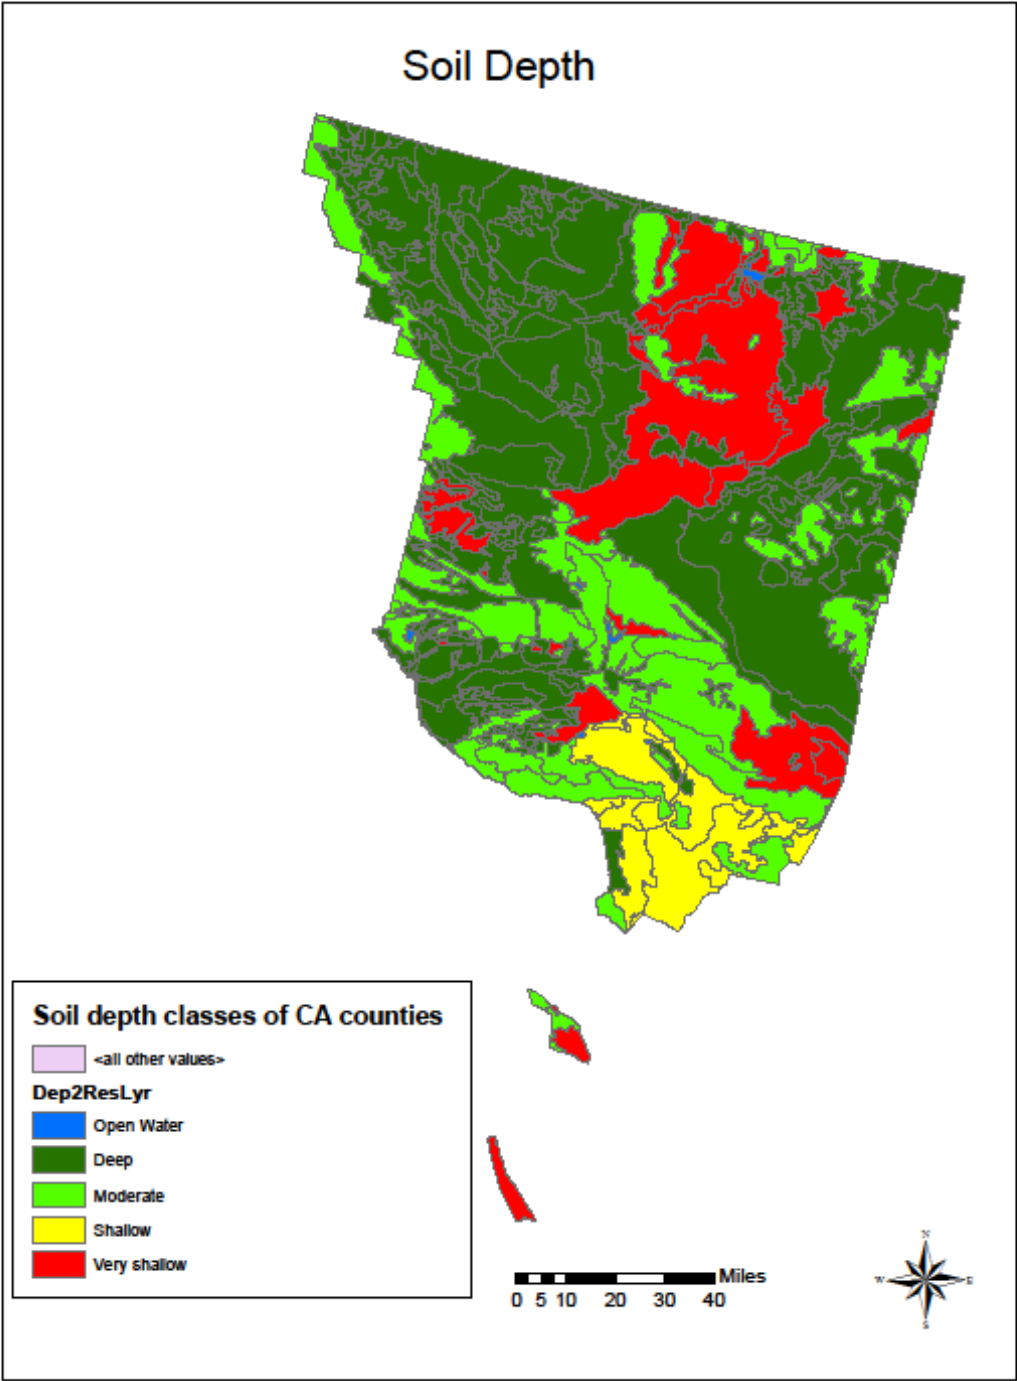 Soil Depth
Soil depth classes of CA counties
<all other values>
Dep2ResLyr
Open Water
Deep
Moderate
Shallow
Very shallow
Miles
0 5 10 20 30 40
N
W E
S